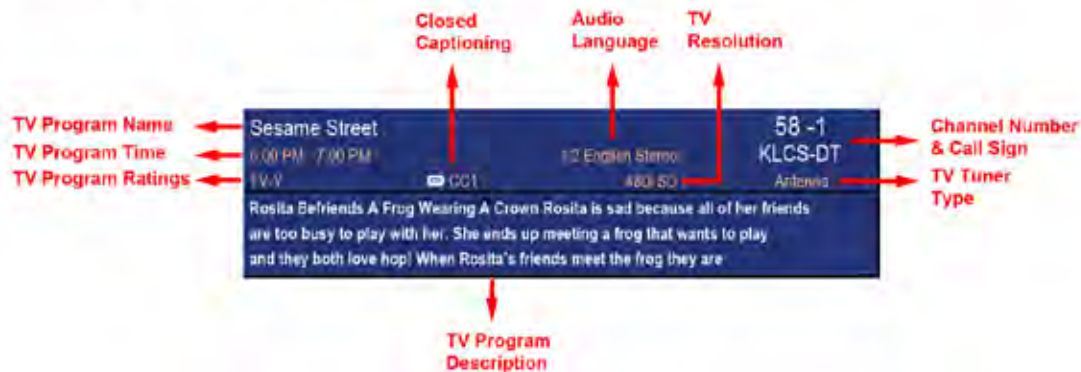 Closed
Captioning
Audio
Language
TV
Resolution
TV Program Name
Sesame Street
58 -1
Channel Number
& Call Sign
TV Program Time
6:00 PM 7:00 PM
1/2 English Stereo
KLCS-DT
TV Program Ratings
TV-Y
CC1
480i SD
Antenna
TV Tuner
Type
Rosita Befriends A Frog Wearing A Crown Rosita is sad because all of her friends
are too busy to play with her. She ends up meeting a frog that wants to play
and they both love hop! When Rosita's friends meet the frog they are
TV Program
Description